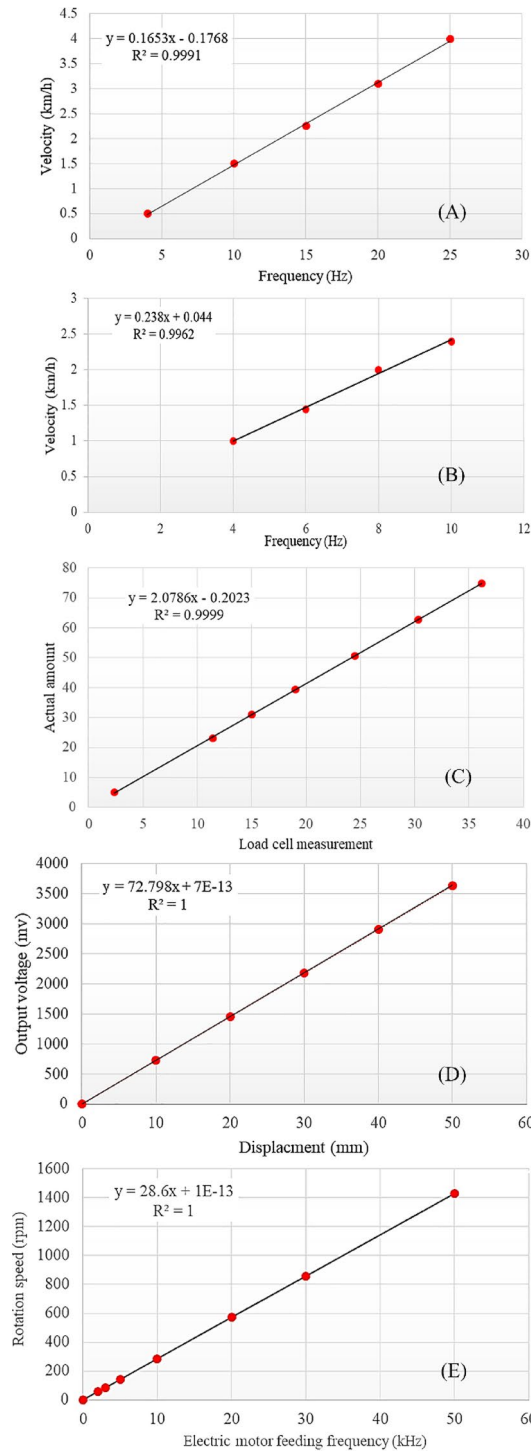 4.5
y = 0.1653x - 0.1768
R² = 0.9991
4
3.5
3
2.5
2
1.5
1
0.5
0
Velocity (km/h)
(A)
0 5 10 15 20 25 30
Frequency (Hz)
3
y = 0.238x + 0.044
R² = 0.9962
2.5
2
1.5
1
0.5
0
Velocity (km/h)
(B)
0 2 4 6 8 10 12
Frequency (Hz)
80
y = 2.0786x - 0.2023
R² = 0.9999
70
60
50
40
30
20
10
0
Actual amount
(C)
0 5 10 15 20 25 30 35 40
Load cell measurement
4000
y = 72.798x + 7E-13
R² = 1
3500
3000
2500
2000
1500
1000
500
0
Output voltage (mv)
(D)
0 10 20 30 40 50 60
Displacment (mm)
1600
y = 28.6x + 1E-13
R² = 1
1400
1200
1000
800
600
400
200
0
Rotation speed (rpm)
(E)
0 10 20 30 40 50 60
Electric motor feeding frequency (kHz)